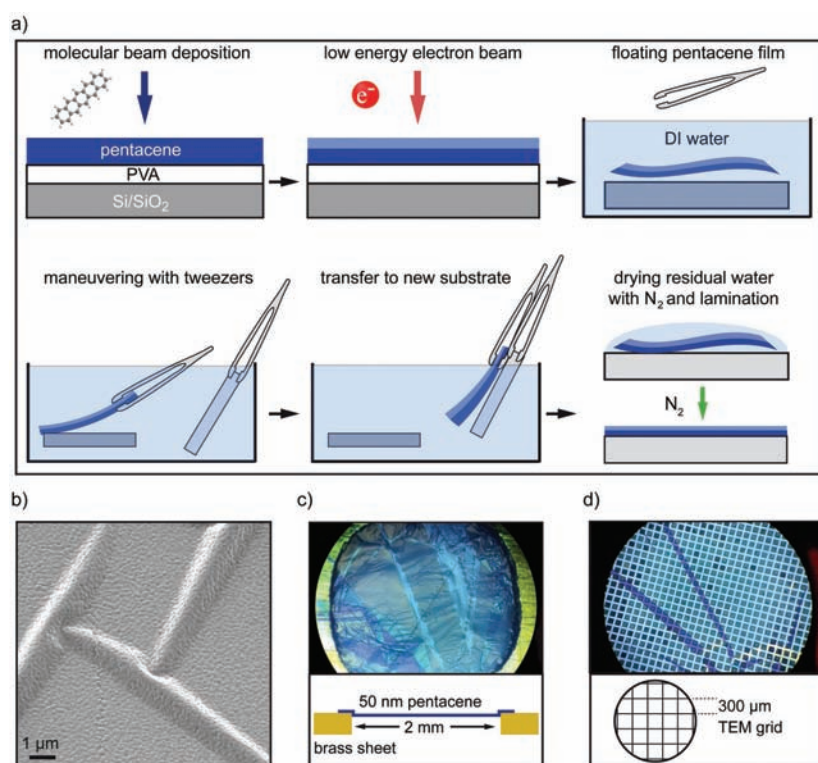 a)
molecular beam deposition
low energy electron beam
floating pentacene film
e⁻
pentacene
PVA
Si/SiO₂
DI water
maneuvering with tweezers
transfer to new substrate
drying residual water
with N₂ and lamination
N₂
b)
c)
d)
1 µm
50 nm pentacene
2 mm
brass sheet
300 µm
TEM grid